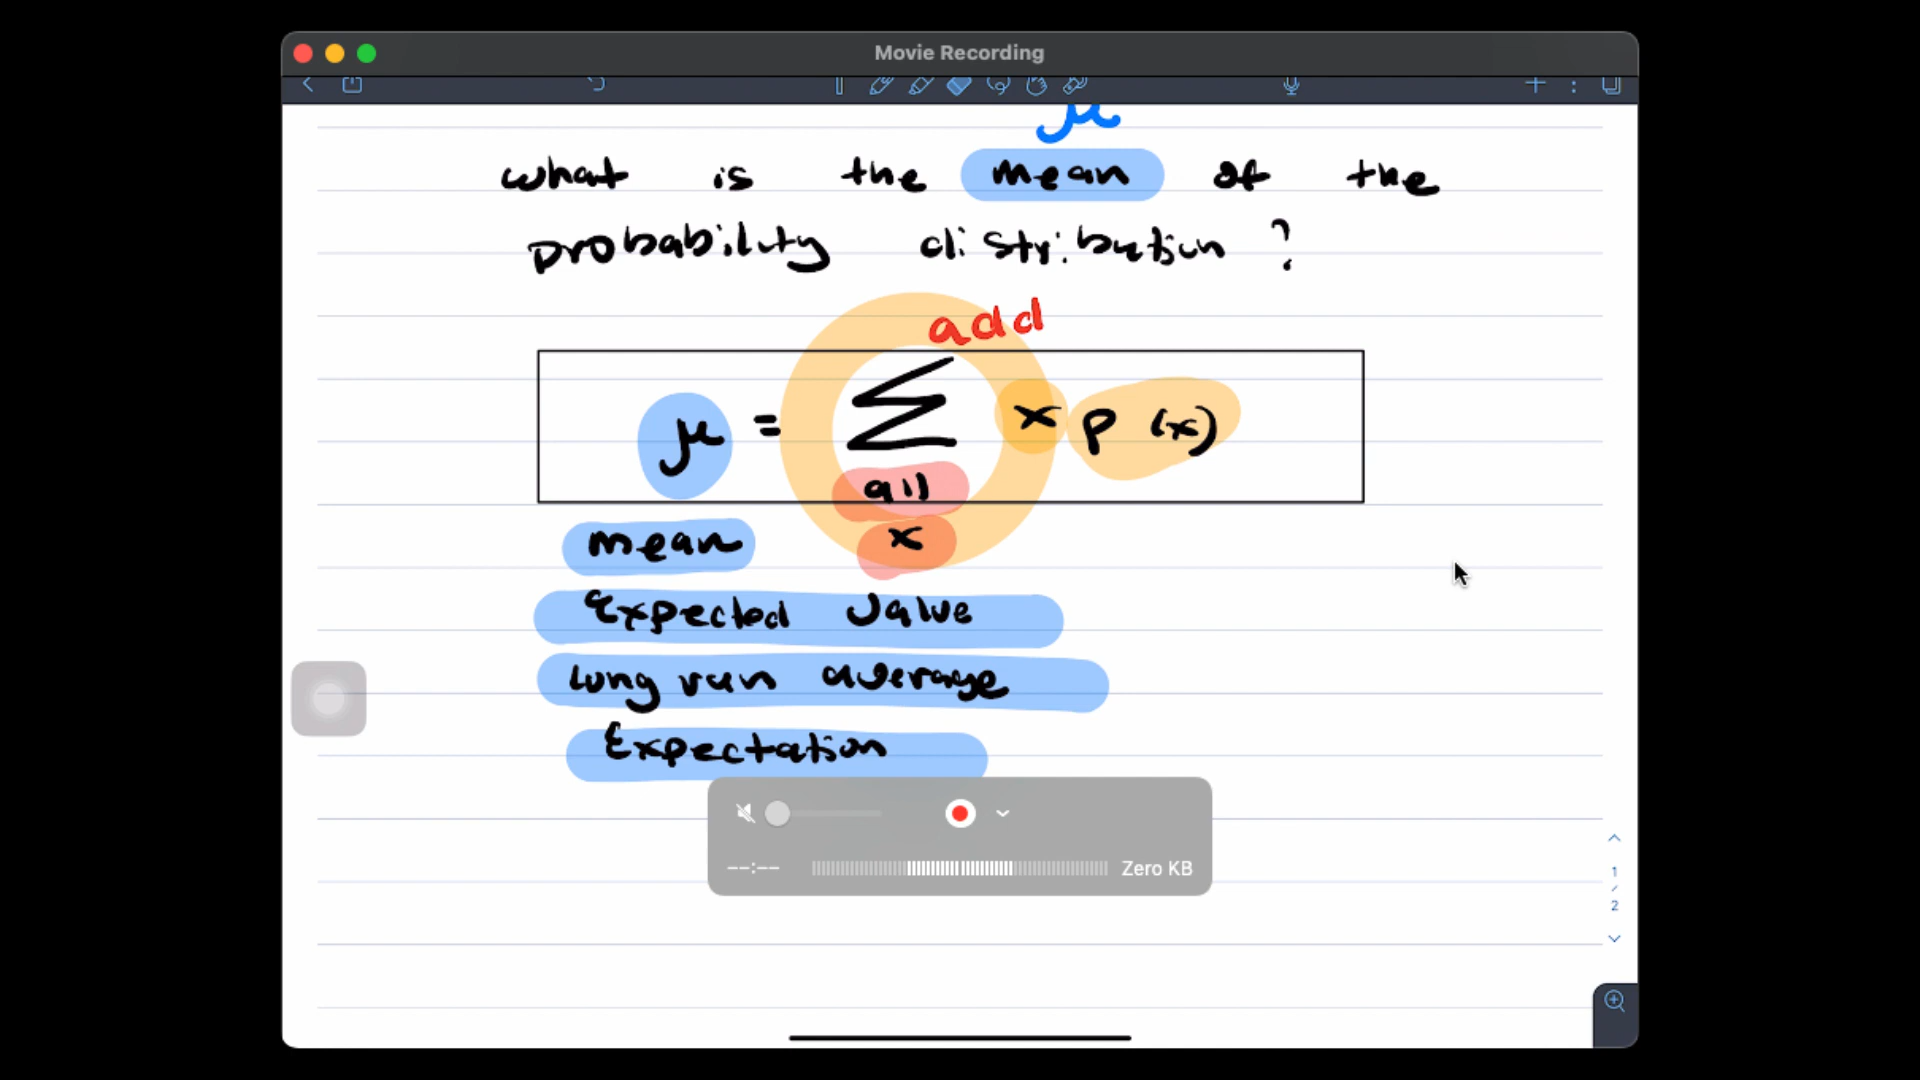 Movie Recording
μ
what is the mean of the
probability distribution ?
add
μ = Σ x p (x)
all
x
mean
Expected Value
Long run average
Expectation
--:-- Zero KB
1
/
2